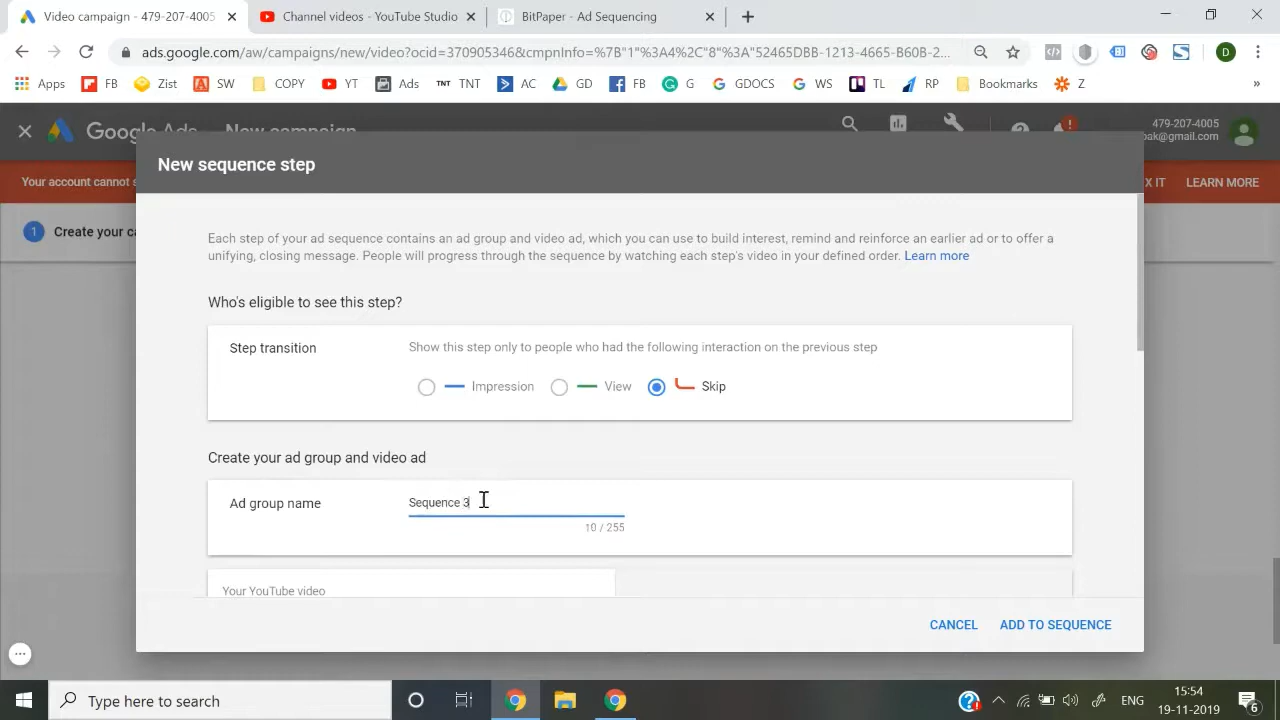 Video campaign - 479-207-4005
Channel videos - YouTube Studio
BitPaper - Ad Sequencing
ads.google.com/aw/campaigns/new/video?ocid=370905346&cmpnInfo=%7B"1"%3A4%2C"8"%3A"52465DBB-1213-4665-B60B-2...
D
Apps FB Zist SW COPY YT Ads TNT TNT AC GD FB G GDOCS WS TL RP Bookmarks Z »
Google Ads New campaign
479-207-4005
oak@gmail.com
New sequence step
Your account cannot s
X IT LEARN MORE
1 Create your ca
Each step of your ad sequence contains an ad group and video ad, which you can use to build interest, remind and reinforce an earlier ad or to offer a
unifying, closing message. People will progress through the sequence by watching each step's video in your defined order. Learn more
Who's eligible to see this step?
Step transition
Show this step only to people who had the following interaction on the previous step
Impression View Skip
Create your ad group and video ad
Ad group name
Sequence 3
10 / 255
Your YouTube video
CANCEL ADD TO SEQUENCE
Type here to search
ENG
15:54
19-11-2019
6